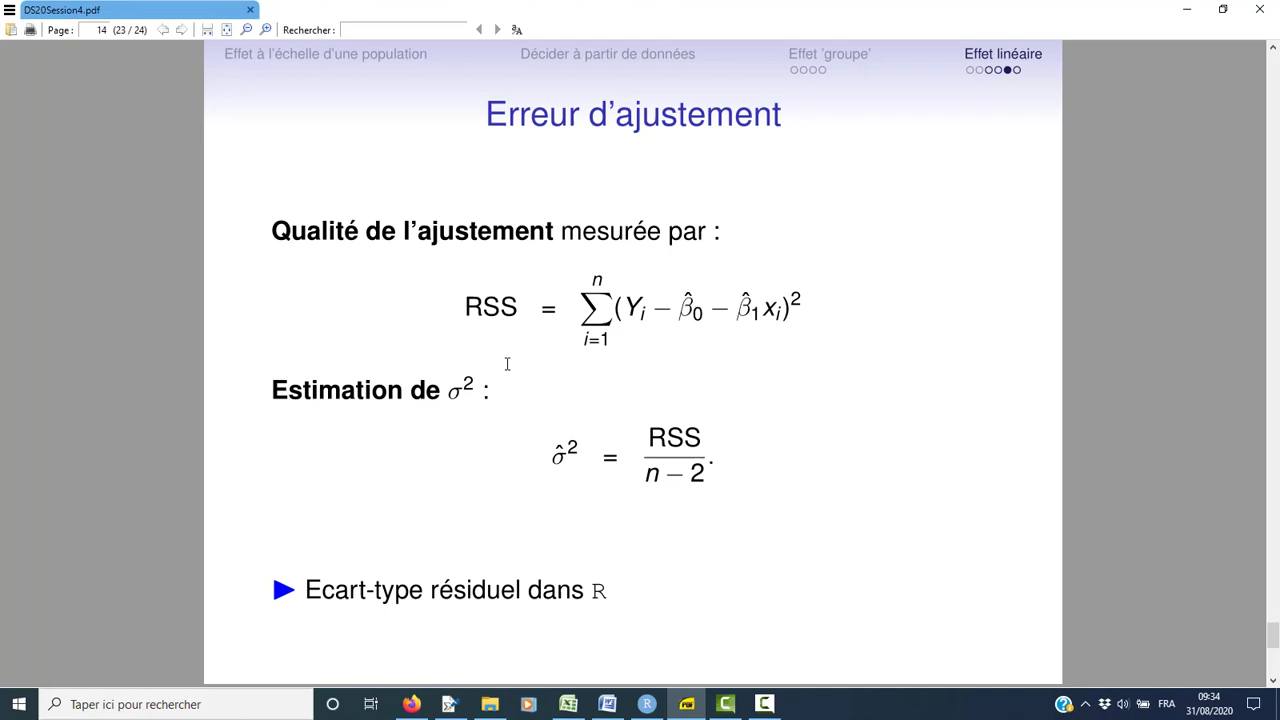 DS20Session4.pdf
Page : 14 (23 / 24) Rechercher :
Effet à l'échelle d'une population Décider à partir de données Effet 'groupe' Effet linéaire
Erreur d'ajustement
Qualité de l'ajustement mesurée par :
RSS = ∑_{i=1}^{n} (Y_i − β̂_0 − β̂_1 x_i)²
Estimation de σ² :
σ̂² = RSS / (n − 2).
Ecart-type résiduel dans R
Taper ici pour rechercher
FRA
09:34
31/08/2020